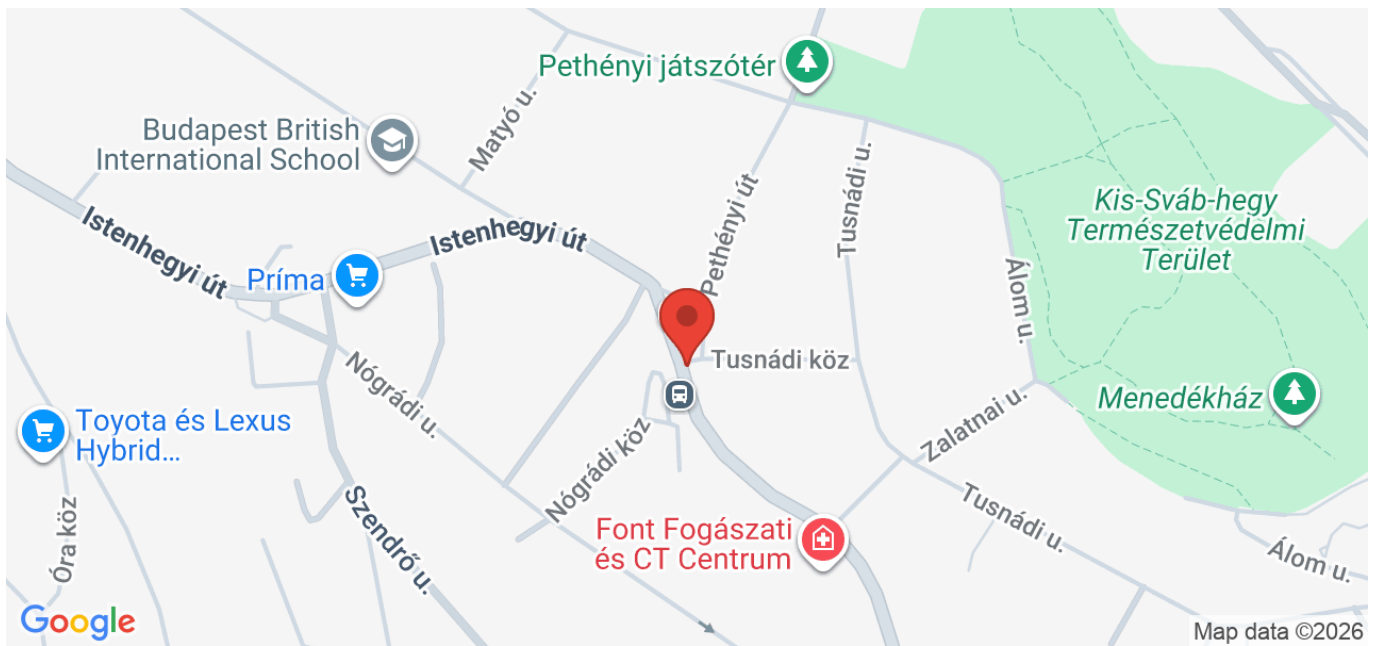 Pethényi játszótér
Budapest British
International School
Matyó u.
Istenhegyi út
Istenhegyi út
Príma
Pethényi út
Tusnádi u.
Kis-Sváb-hegy
Természetvédelmi
Terület
Álom u.
Tusnádi köz
Nógrádi u.
Nógrádi köz
Zalatnai u.
Menedékház
Toyota és Lexus
Hybrid...
Óra köz
Szendrő u.
Font Fogászati
és CT Centrum
Tusnádi u.
Álom u.
Google
Map data ©2026